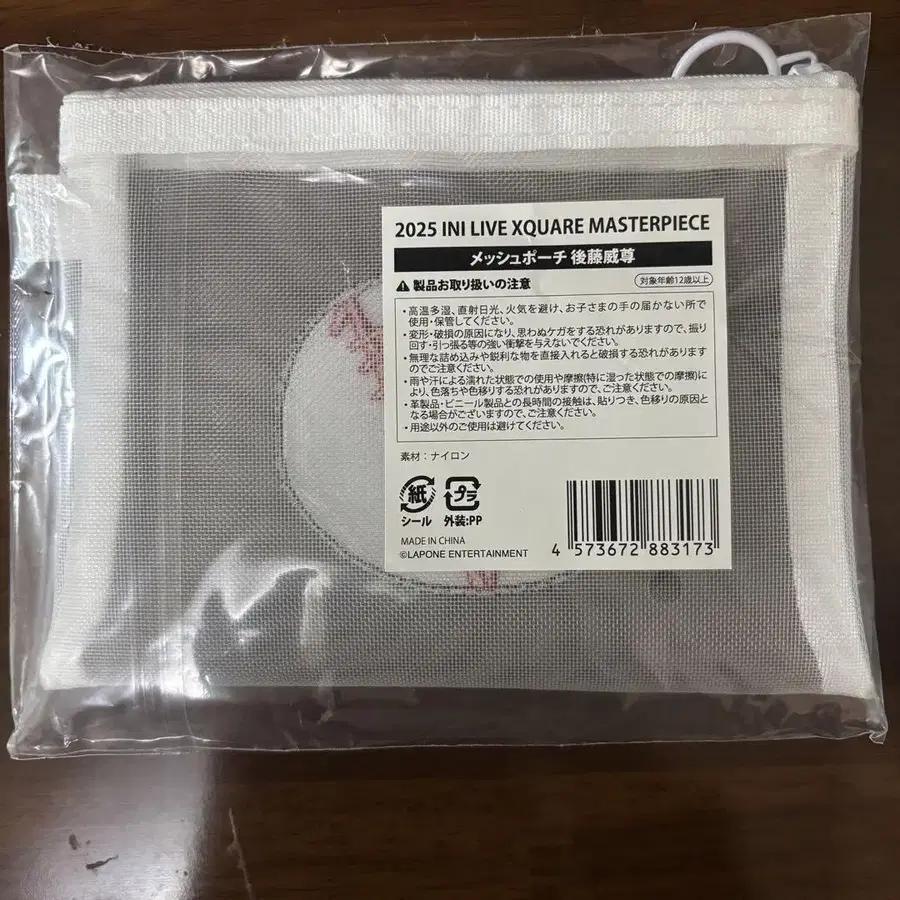 2025 INI LIVE XQUARE MASTERPIECE
メッシュポーチ 後藤威尊
製品お取り扱いの注意
対象年齢12歳以上
・高温多湿、直射日光、火気を避け、お子さまの手の届かない所で
使用・保管してください。
・変形・破損の原因になり、思わぬケガをする恐れがありますので、振り
回す・引っ張る等の強い衝撃を与えないでください。
・無理な詰め込みや鋭利な物を直接入れると破損する恐れがあります
のでご注意ください。
・雨や汗による濡れた状態での使用や摩擦(特に湿った状態での摩擦)に
より、色落ちや色移りする恐れがありますので、ご注意ください。
・革製品・ビニール製品との長時間の接触は、貼りつき、色移りの原因と
なる場合がございますので、ご注意ください。
・用途以外のご使用は避けてください。
素材：ナイロン
紙 プラ
シール 外装:PP
MADE IN CHINA
©LAPONE ENTERTAINMENT
4 573672 883173